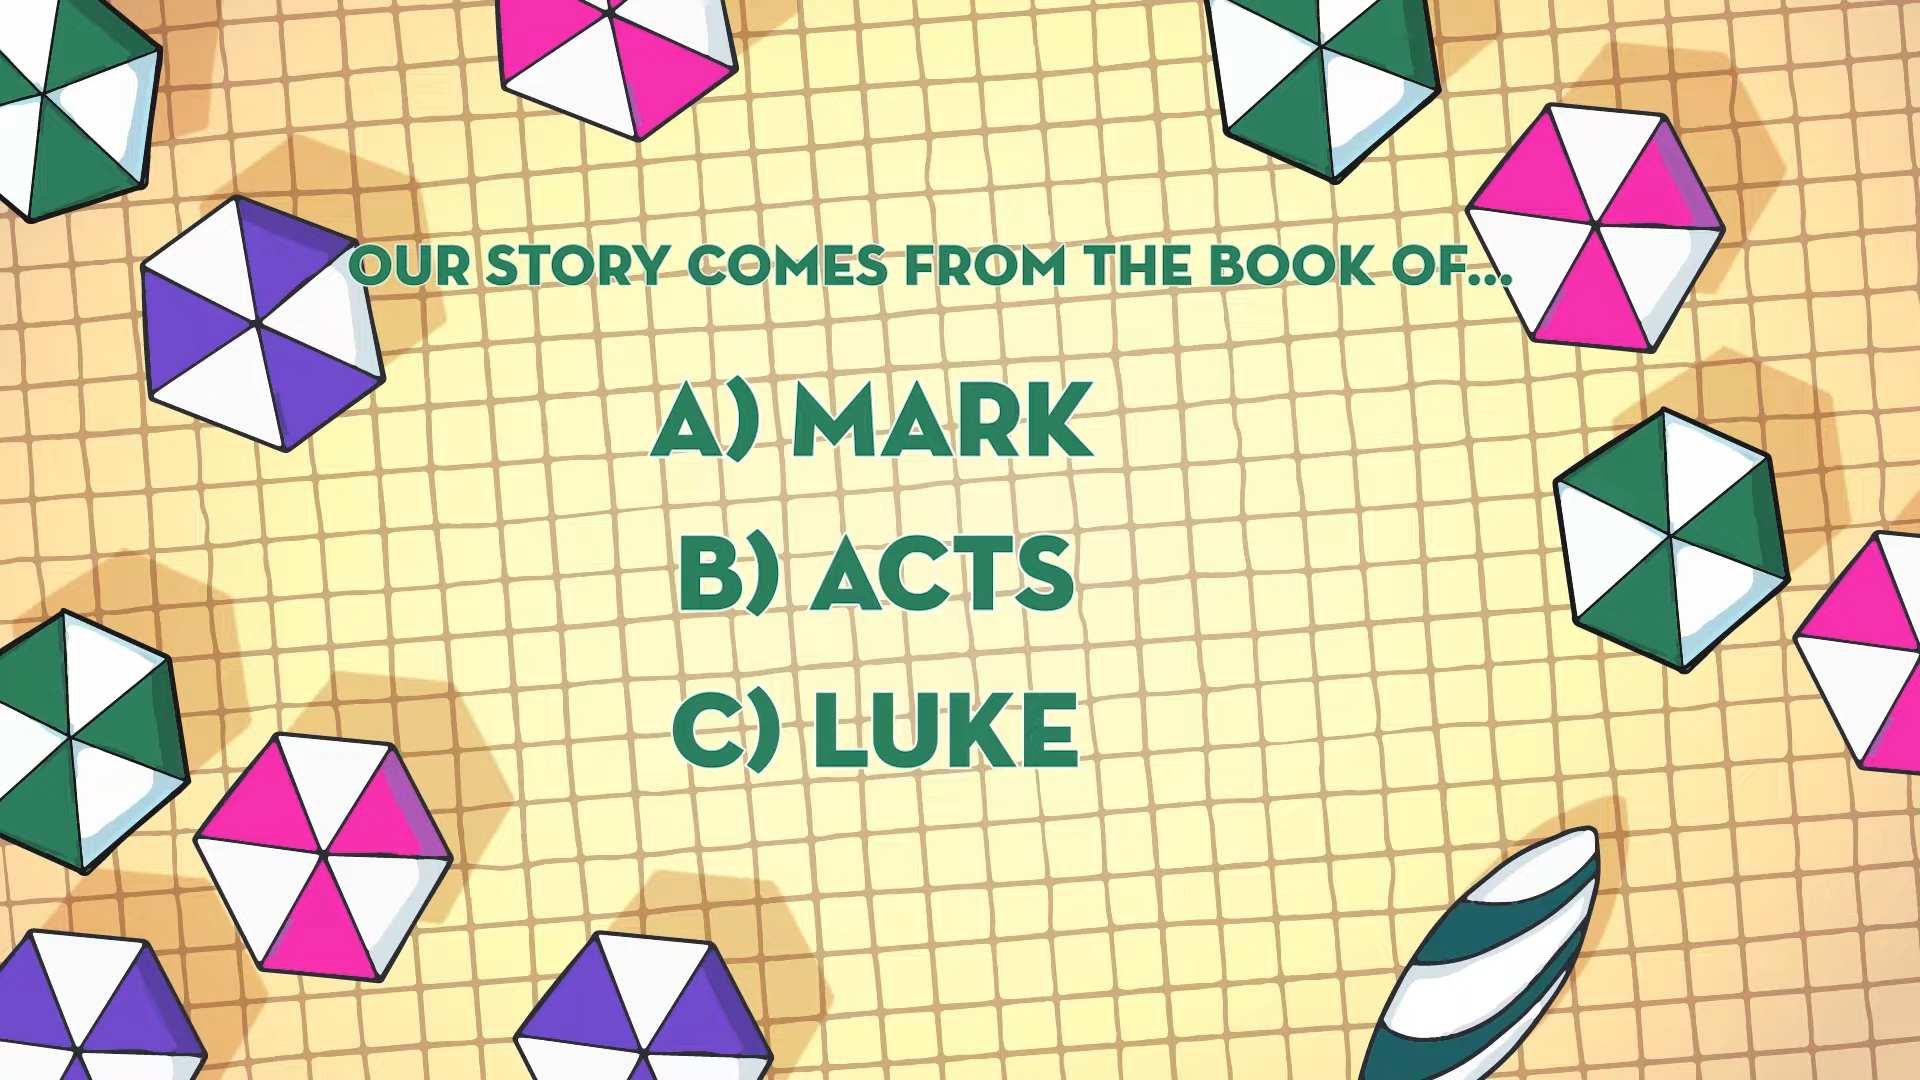 OUR STORY COMES FROM THE BOOK OF...
A) MARK
B) ACTS
C) LUKE